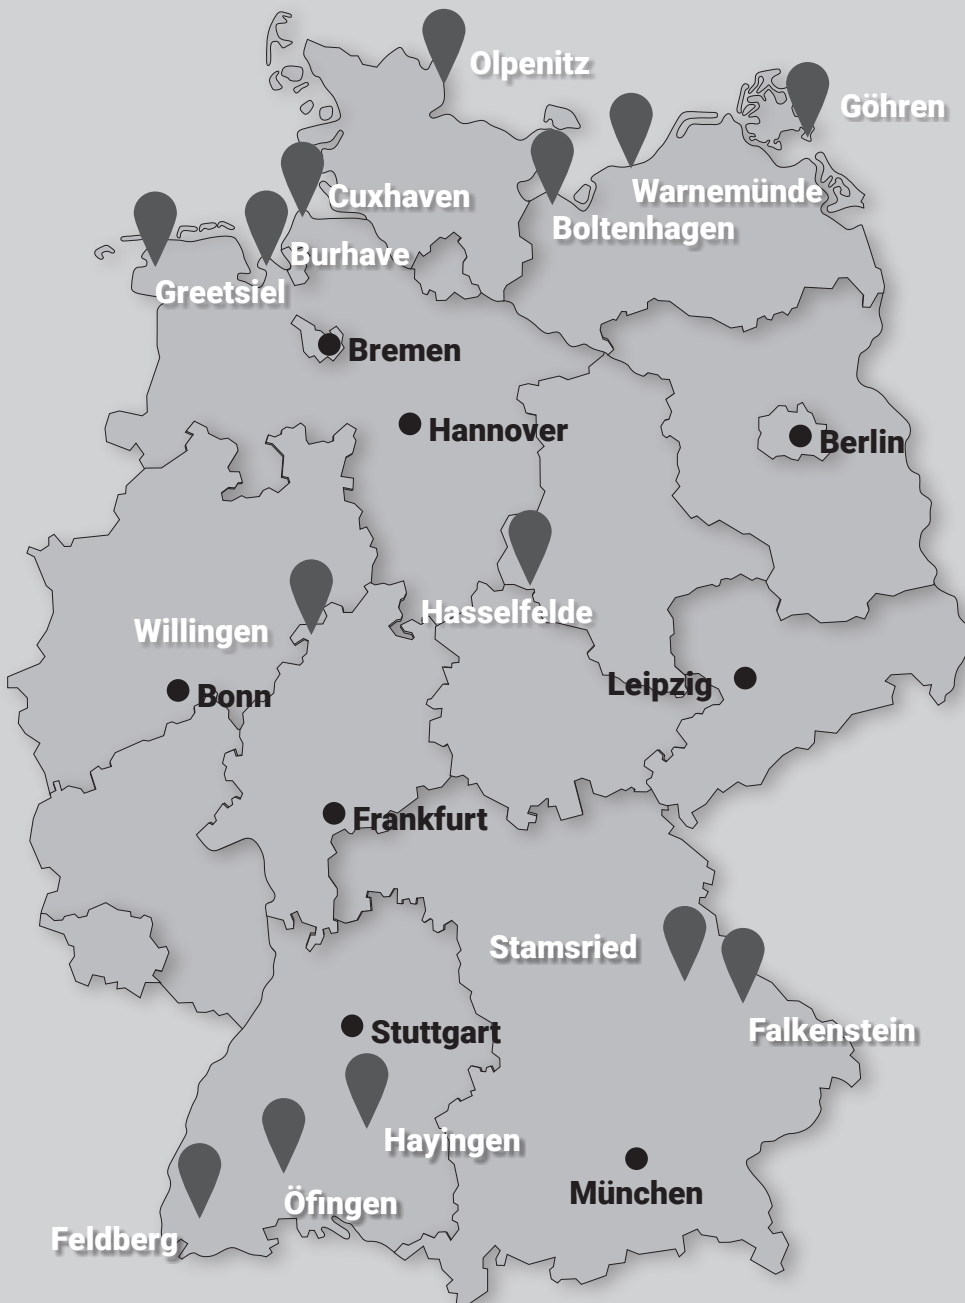 Olpenitz
Göhren
Warnemünde
Cuxhaven
Boltenhagen
Burhave
Greetsiel
Bremen
Hannover
Berlin
Hasselfelde
Willingen
Leipzig
Bonn
Frankfurt
Stamsried
Falkenstein
Stuttgart
Hayingen
München
Öfingen
Feldberg